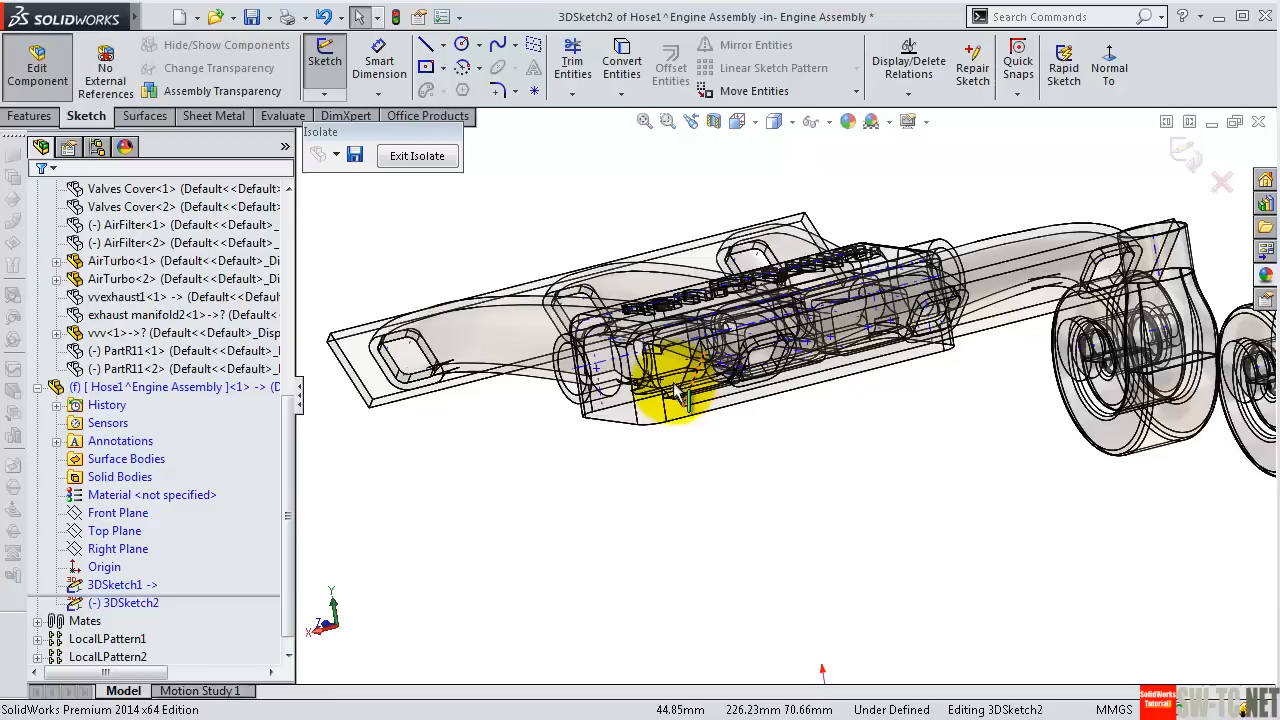 SOLIDWORKS
3DSketch2 of Hose1^Engine Assembly -in- Engine Assembly *
Search Commands
Edit Component
No External References
Hide/Show Components
Change Transparency
Assembly Transparency
Sketch
Smart Dimension
Trim Entities
Convert Entities
Offset Entities
Mirror Entities
Linear Sketch Pattern
Move Entities
Display/Delete Relations
Repair Sketch
Quick Snaps
Rapid Sketch
Normal To
Features
Sketch
Surfaces
Sheet Metal
Evaluate
DimXpert
Office Products
Isolate
Exit Isolate
Valves Cover<1> (Default<<Default>
Valves Cover<2> (Default<<Default>
(-) AirFilter<1> (Default<<Default>_
(-) AirFilter<2> (Default<<Default>_
AirTurbo<1> (Default<<Default>_Di
AirTurbo<2> (Default<<Default>_Di
vvexhaust1<1> -> (Default<<Default
exhaust manifold2<1>->? (Default<
vvv<1>->? (Default<<Default>_Disp
(-) PartR11<1> (Default<<Default>_
(-) PartR11<2> (Default<<Default>_
(f) [ Hose1^Engine Assembly ]<1> -> (D
History
Sensors
Annotations
Surface Bodies
Solid Bodies
Material <not specified>
Front Plane
Top Plane
Right Plane
Origin
3DSketch1 ->
(-) 3DSketch2
Mates
LocalLPattern1
LocalLPattern2
Y
Z
X
Model
Motion Study 1
SolidWorks Premium 2014 x64 Edition
44.85mm
-226.23mm
70.66mm
Underdefined
Editing 3DSketch2
MMGS
SolidWorks
Tutorial
SW-TC.NET